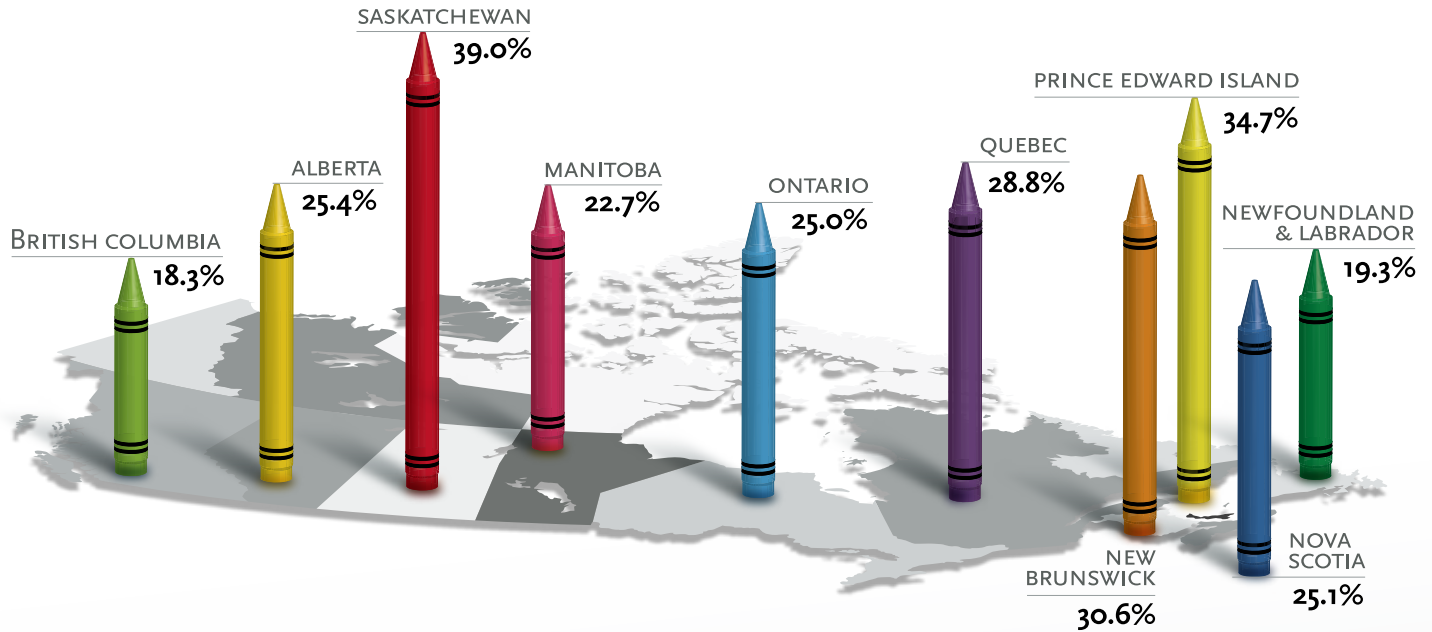 SASKATCHEWAN
39.0%
PRINCE EDWARD ISLAND
34.7%
QUEBEC
28.8%
ALBERTA
25.4%
MANITOBA
22.7%
ONTARIO
25.0%
NEWFOUNDLAND
& LABRADOR
19.3%
BRITISH COLUMBIA
18.3%
NEW
BRUNSWICK
30.6%
NOVA
SCOTIA
25.1%